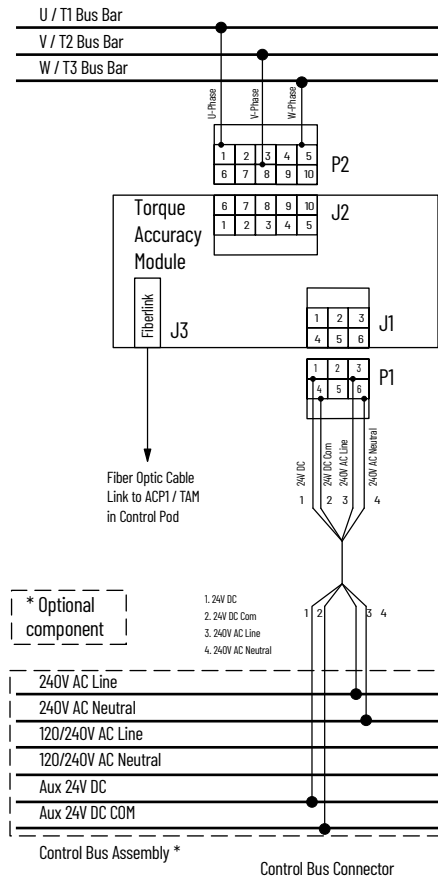 U / T1 Bus Bar
V / T2 Bus Bar
W / T3 Bus Bar
U-Phase
V-Phase
W-Phase
1 2 3 4 5
6 7 8 9 10
P2
6 7 8 9 10
1 2 3 4 5
J2
Torque
Accuracy
Module
Fiberlink
J3
1 2 3
4 5 6
J1
1 2 3
4 5 6
P1
24V DC
24V DC Com
240V AC Line
240V AC Neutral
1 2 3 4
Fiber Optic Cable
Link to ACP1 / TAM
in Control Pod
* Optional
component
1. 24V DC
2. 24V DC Com
3. 240V AC Line
4. 240V AC Neutral
1 2 3 4
240V AC Line
240V AC Neutral
120/240V AC Line
120/240V AC Neutral
Aux 24V DC
Aux 24V DC COM
Control Bus Assembly *
Control Bus Connector